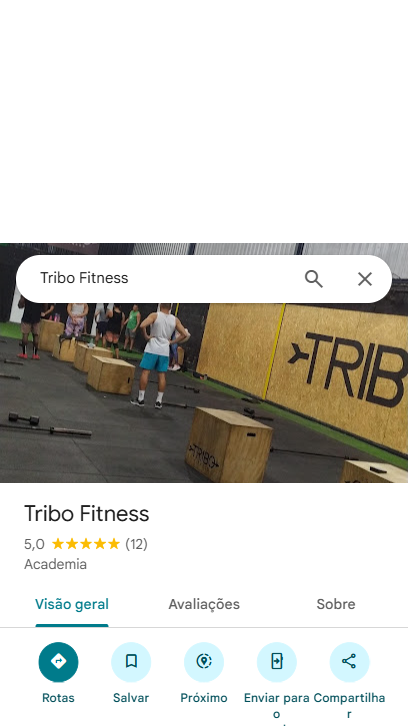 Tribo Fitness
TRIB
TRIBO
Tribo Fitness
5,0 (12)
Academia
Visão geral
Avaliações
Sobre
Rotas
Salvar
Próximo
Enviar para o
Compartilhar